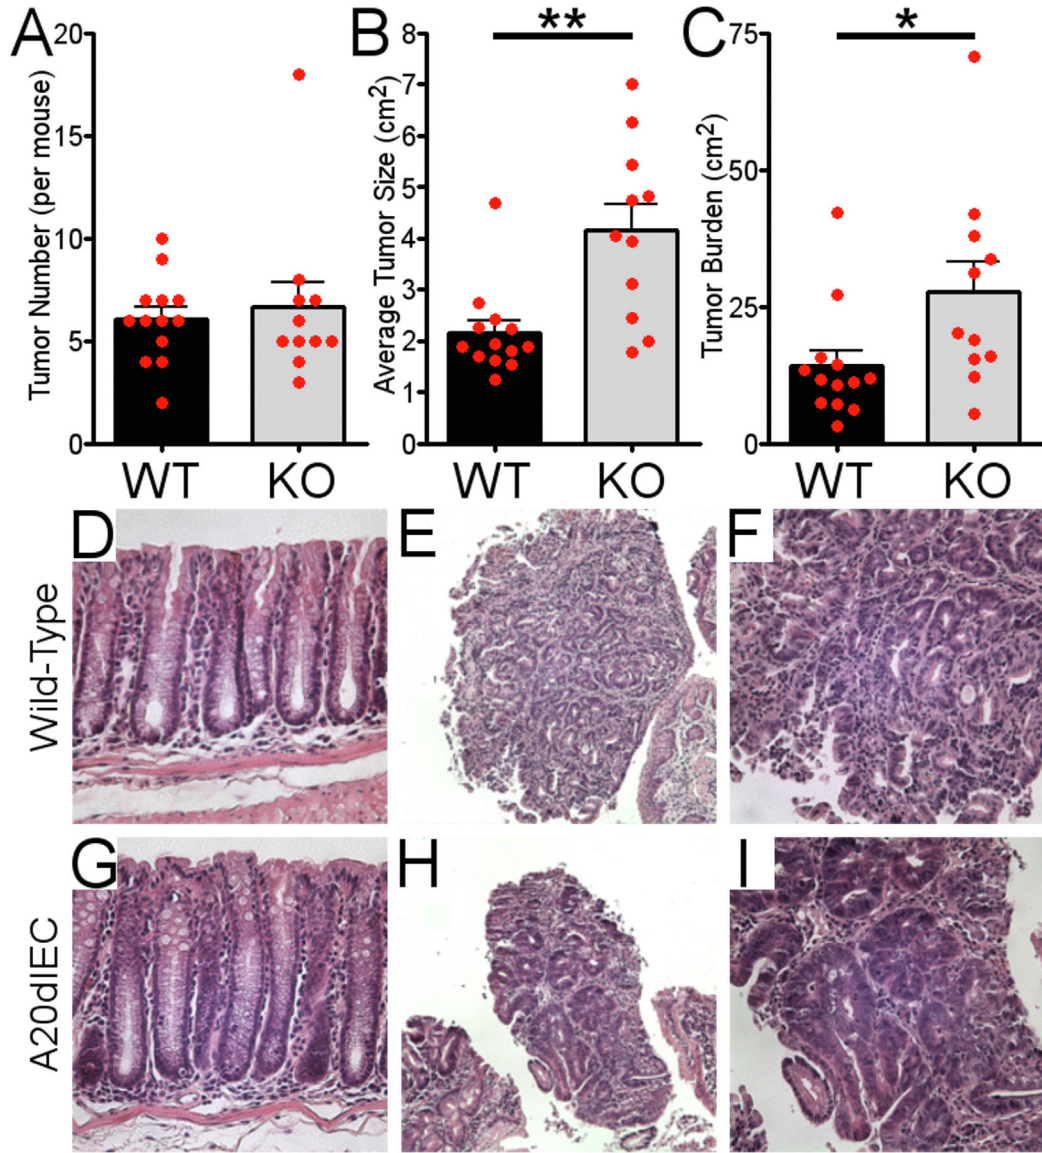 A
Tumor Number (per mouse)
20
15
10
5
0
WT
KO
B
**
Average Tumor Size (cm²)
8
7
6
5
4
3
2
1
0
WT
KO
C
*
Tumor Burden (cm²)
75
50
25
0
WT
KO
Wild-Type
D
E
F
A20dIEC
G
H
I